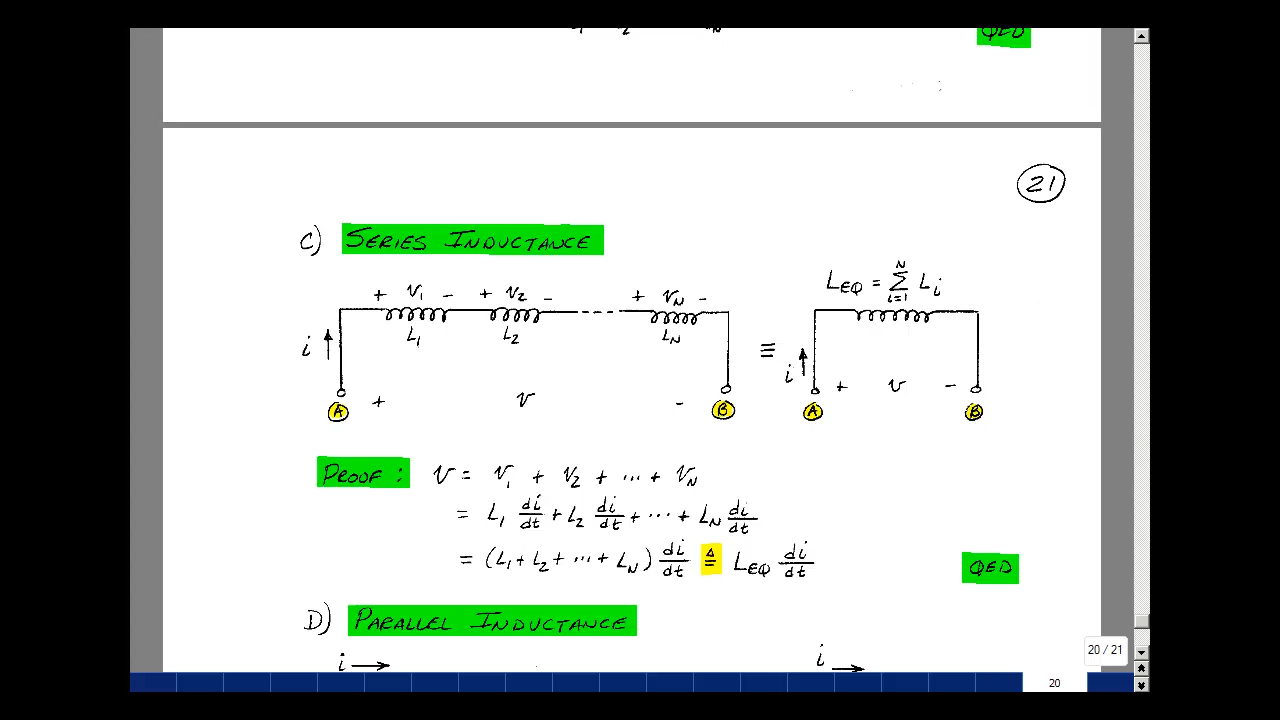 QED
21
C) SERIES INDUCTANCE
+ V1 - + V2 - + VN -
LEQ = N Σ i=1 Li
L1 L2 LN
i ≡ i
+ v - + v -
A B A B
PROOF: V = V1 + V2 + ... + VN
= L1 di/dt + L2 di/dt + ... + LN di/dt
= (L1 + L2 + ... + LN) di/dt ≜ LEQ di/dt
QED
D) PARALLEL INDUCTANCE
i → i →
20 / 21
20